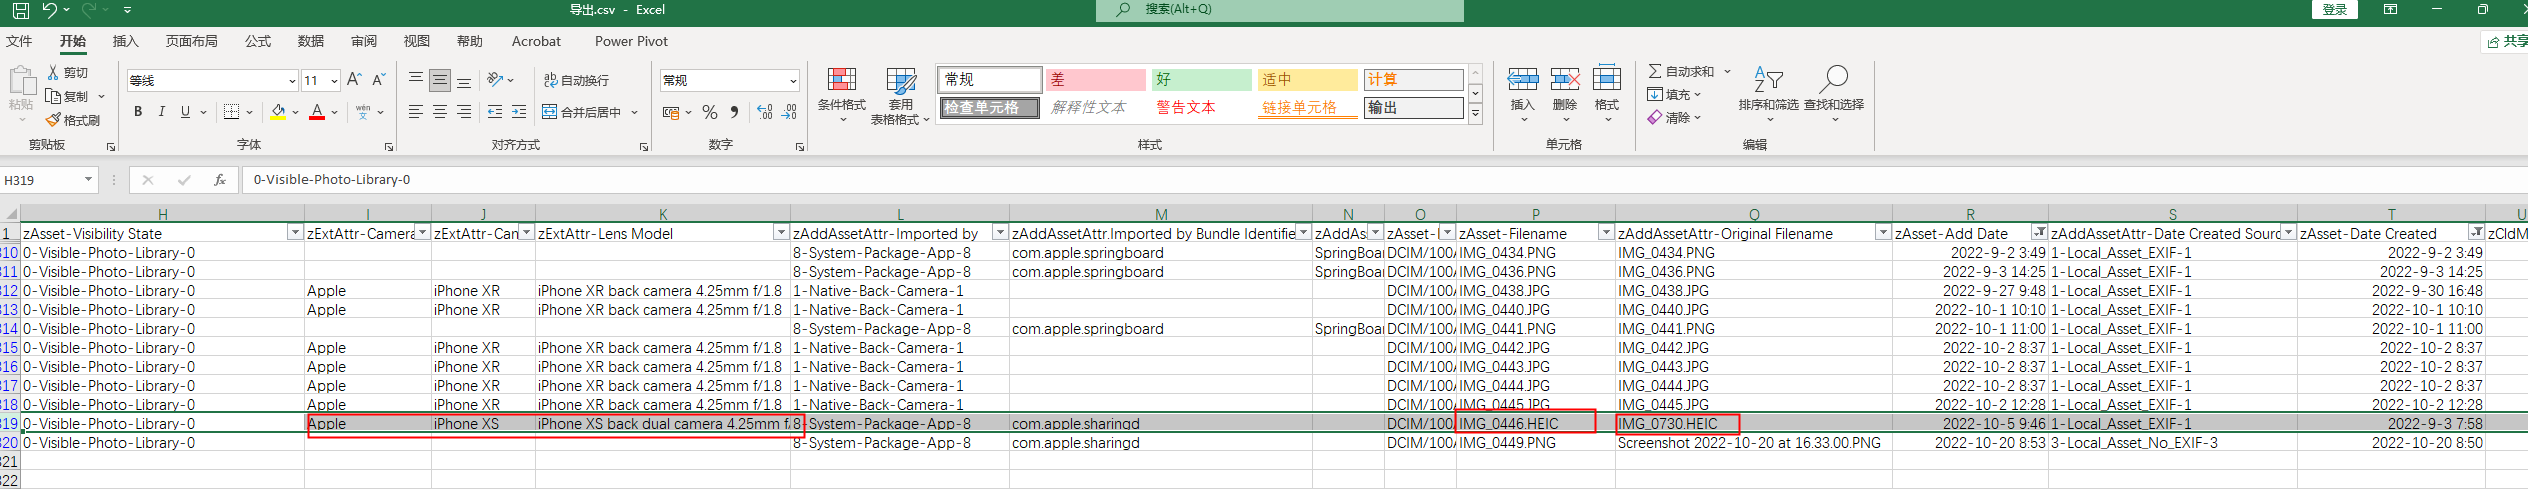 导出.csv - Excel
搜索(Alt+Q)
登录
文件 开始 插入 页面布局 公式 数据 审阅 视图 帮助 Acrobat Power Pivot
共享
粘贴 剪切 复制 格式刷
等线 11
B I U A wén 文
ab 自动换行
合并后居中
常规
条件格式 套用表格格式
常规 差 好 适中 计算
检查单元格 解释性文本 警告文本 链接单元格 输出
插入 删除 格式
自动求和 填充 清除
排序和筛选 查找和选择
剪贴板 字体 对齐方式 数字 样式 单元格 编辑
H319 fx 0-Visible-Photo-Library-0
H I J K L M N O P Q R S T U
1 zAsset-Visibility State zExtAttr-Camera zExtAttr-Can zExtAttr-Lens Model zAddAssetAttr-Imported by zAddAssetAttr.Imported by Bundle Identifie zAddAs zAsset- zAsset-Filename zAddAssetAttr-Original Filename zAsset-Add Date zAddAssetAttr-Date Created Sourc zAsset-Date Created zCldM
310 0-Visible-Photo-Library-0 8-System-Package-App-8 com.apple.springboard SpringBoar DCIM/100A IMG_0434.PNG IMG_0434.PNG 2022-9-2 3:49 1-Local_Asset_EXIF-1 2022-9-2 3:49
311 0-Visible-Photo-Library-0 8-System-Package-App-8 com.apple.springboard SpringBoar DCIM/100A IMG_0436.PNG IMG_0436.PNG 2022-9-3 14:25 1-Local_Asset_EXIF-1 2022-9-3 14:25
312 0-Visible-Photo-Library-0 Apple iPhone XR iPhone XR back camera 4.25mm f/1.8 1-Native-Back-Camera-1 DCIM/100A IMG_0438.JPG IMG_0438.JPG 2022-9-27 9:48 1-Local_Asset_EXIF-1 2022-9-30 16:48
313 0-Visible-Photo-Library-0 Apple iPhone XR iPhone XR back camera 4.25mm f/1.8 1-Native-Back-Camera-1 DCIM/100A IMG_0440.JPG IMG_0440.JPG 2022-10-1 10:10 1-Local_Asset_EXIF-1 2022-10-1 10:10
314 0-Visible-Photo-Library-0 8-System-Package-App-8 com.apple.springboard SpringBoar DCIM/100A IMG_0441.PNG IMG_0441.PNG 2022-10-1 11:00 1-Local_Asset_EXIF-1 2022-10-1 11:00
315 0-Visible-Photo-Library-0 Apple iPhone XR iPhone XR back camera 4.25mm f/1.8 1-Native-Back-Camera-1 DCIM/100A IMG_0442.JPG IMG_0442.JPG 2022-10-2 8:37 1-Local_Asset_EXIF-1 2022-10-2 8:37
316 0-Visible-Photo-Library-0 Apple iPhone XR iPhone XR back camera 4.25mm f/1.8 1-Native-Back-Camera-1 DCIM/100A IMG_0443.JPG IMG_0443.JPG 2022-10-2 8:37 1-Local_Asset_EXIF-1 2022-10-2 8:37
317 0-Visible-Photo-Library-0 Apple iPhone XR iPhone XR back camera 4.25mm f/1.8 1-Native-Back-Camera-1 DCIM/100A IMG_0444.JPG IMG_0444.JPG 2022-10-2 8:37 1-Local_Asset_EXIF-1 2022-10-2 8:37
318 0-Visible-Photo-Library-0 Apple iPhone XR iPhone XR back camera 4.25mm f/1.8 1-Native-Back-Camera-1 DCIM/100A IMG_0445.JPG IMG_0445.JPG 2022-10-2 12:28 1-Local_Asset_EXIF-1 2022-10-2 12:28
319 0-Visible-Photo-Library-0 Apple iPhone XS iPhone XS back dual camera 4.25mm f/ 8-System-Package-App-8 com.apple.sharingd DCIM/100A IMG_0446.HEIC IMG_0730.HEIC 2022-10-5 9:46 1-Local_Asset_EXIF-1 2022-9-3 7:58
320 0-Visible-Photo-Library-0 8-System-Package-App-8 com.apple.sharingd DCIM/100A IMG_0449.PNG Screenshot 2022-10-20 at 16.33.00.PNG 2022-10-20 8:53 3-Local_Asset_No_EXIF-3 2022-10-20 8:50
321
322